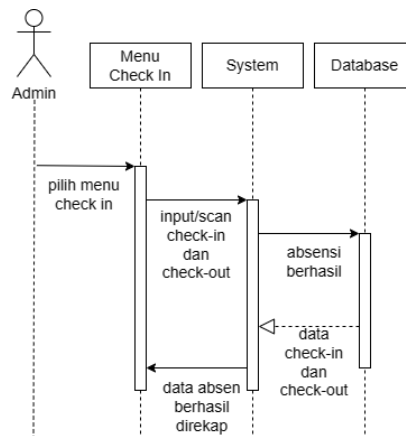 Admin
Menu
Check In
System
Database
pilih menu
check in
input/scan
check-in
dan
check-out
absensi
berhasil
data
check-in
dan
check-out
data absen
berhasil
direkap